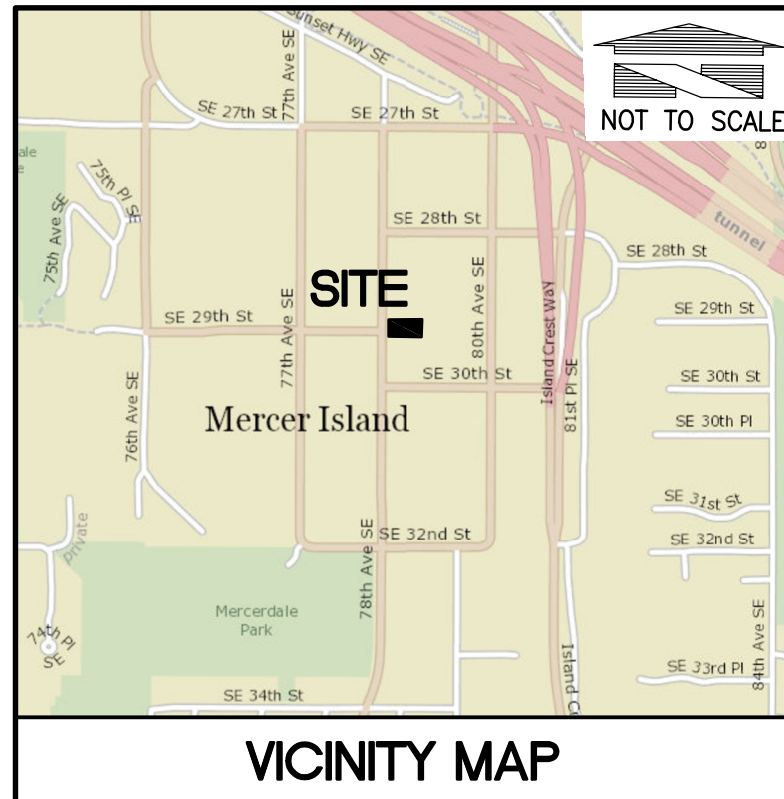 Sunset Hwy SE
77th Ave SE
NOT TO SCALE
SE 27th St
SE 27th St
8
ale
e
75th Pl SE
75th Ave SE
tunnel
SE 28th St
SE 28th St
SITE
77th Ave SE
80th Ave SE
Island Crest Way
SE 29th St
SE 29th St
SE 30th St
81st Pl SE
SE 30th St
76th Ave SE
Mercer Island
SE 30th Pl
SE 31st St
private
78th Ave SE
SE 32nd St
SE 32nd St
Mercerdale
Park
74th Pl
SE
Island Cr
84th Ave SE
SE 33rd Pl
SE 34th St
VICINITY MAP